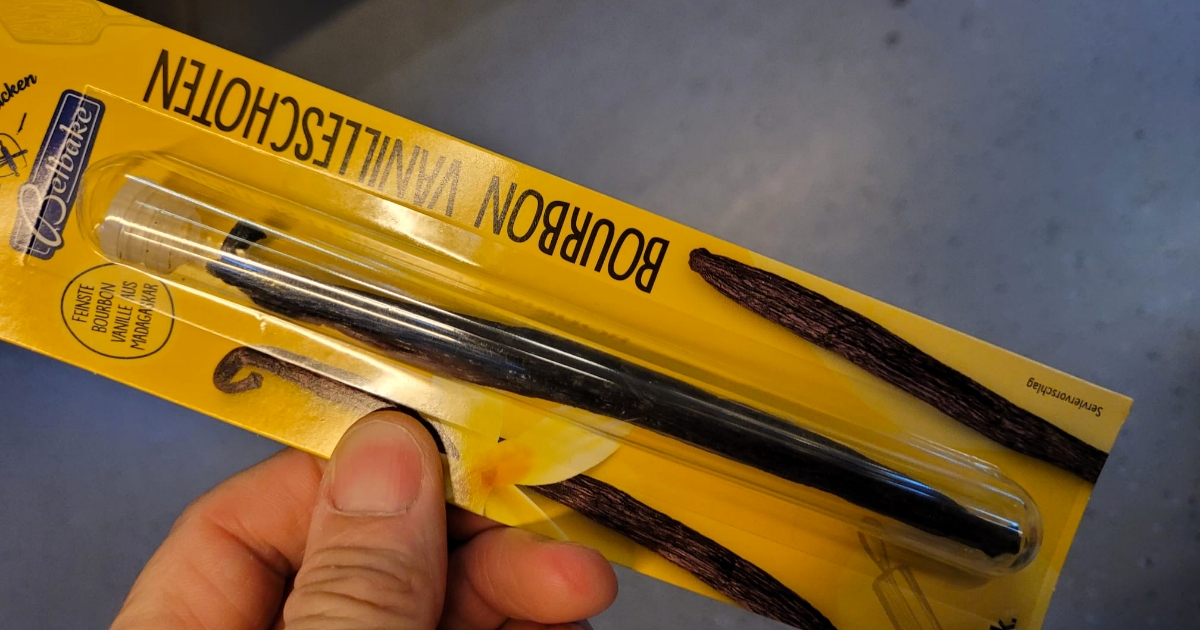 Belbake
BOURBON VANILLESCHOTEN
FEINSTE
BOURBON
VANILLE AUS
MADAGASKAR
Serviervorschlag